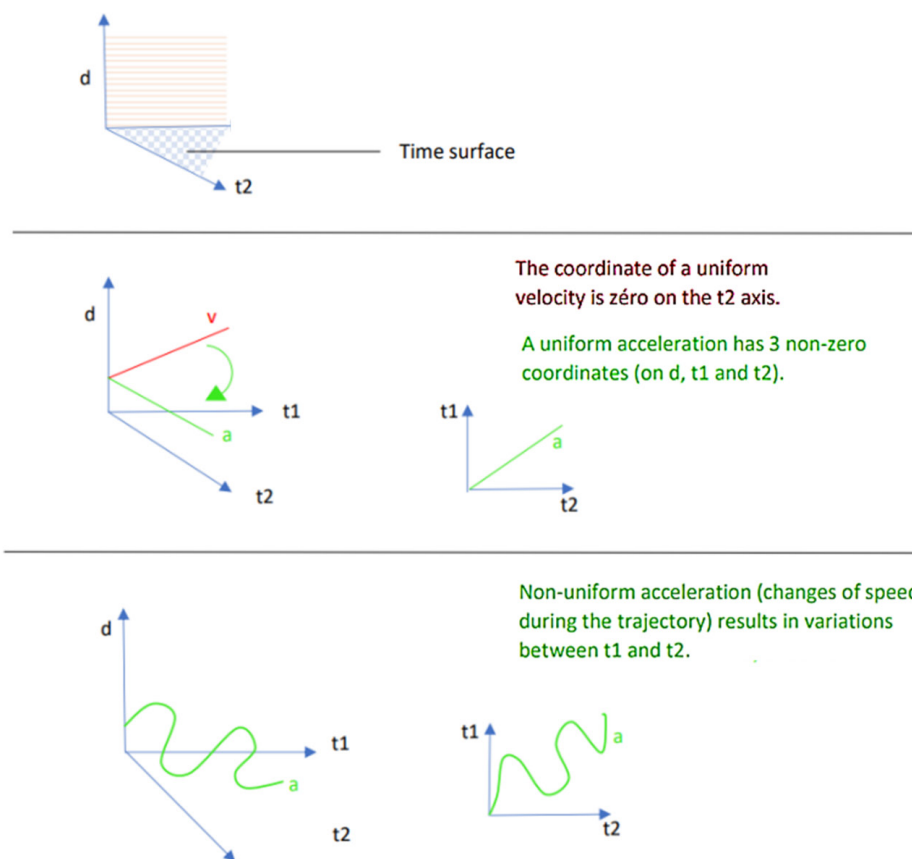 d
Time surface
t2
The coordinate of a uniform
velocity is zéro on the t2 axis.
d
v
A uniform acceleration has 3 non-zero
coordinates (on d, t1 and t2).
t1
t1
a
a
t2
t2
Non-uniform acceleration (changes of speed
during the trajectory) results in variations
between t1 and t2.
d
t1
t1
a
a
t2
t2